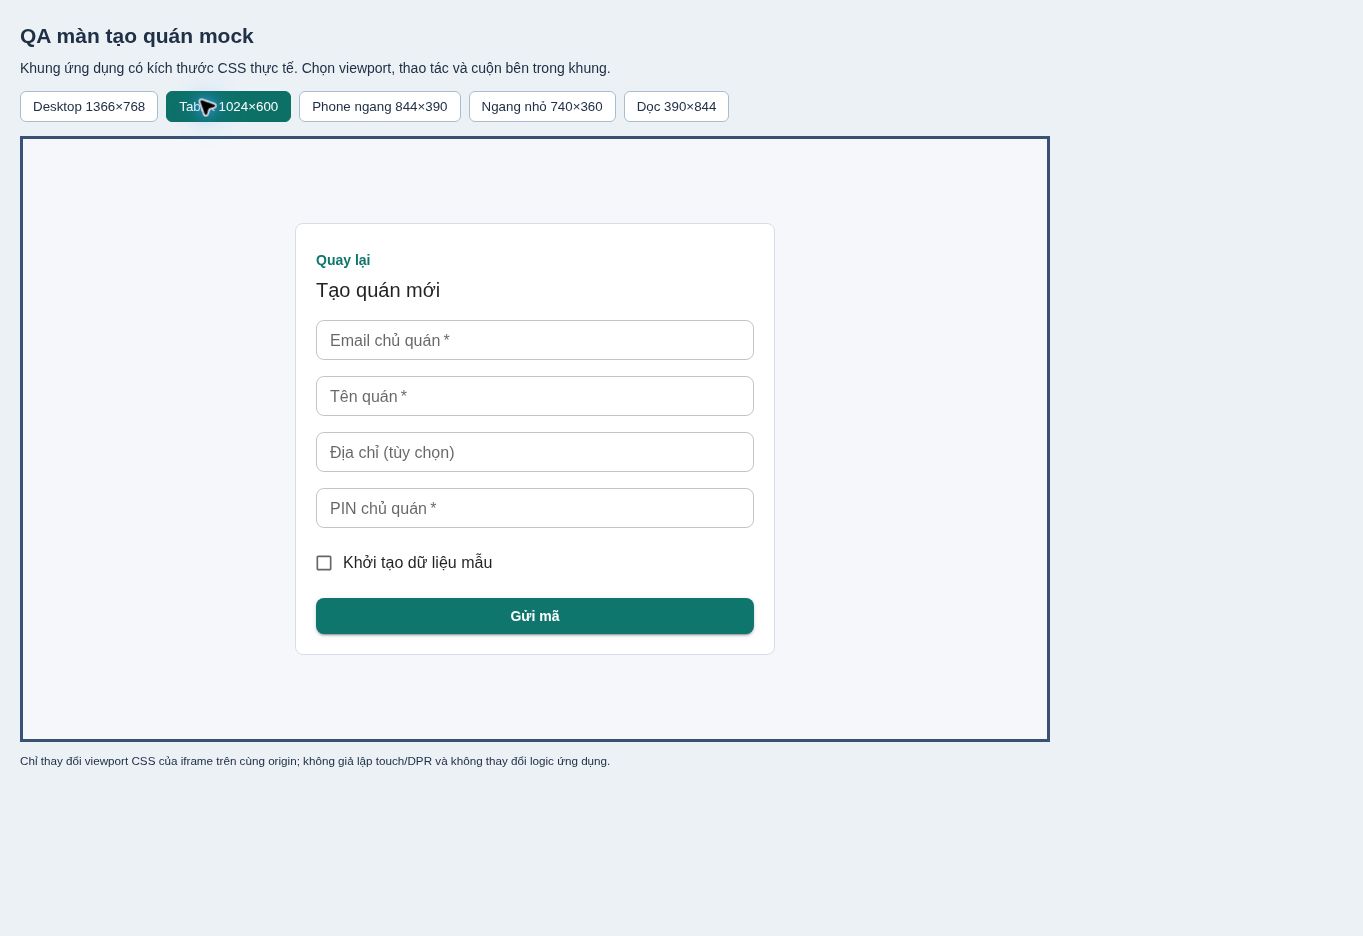 QA màn tạo quán mock
Khung ứng dụng có kích thước CSS thực tế. Chọn viewport, thao tác và cuộn bên trong khung.
Desktop 1366×768
1024×600
Phone ngang 844×390
Ngang nhỏ 740×360
Dọc 390×844
Quay lại
Tạo quán mới
Email chủ quán *
Tên quán *
Địa chỉ (tùy chọn)
PIN chủ quán *
Khởi tạo dữ liệu mẫu
Gửi mã
Chỉ thay đổi viewport CSS của iframe trên cùng origin; không giả lập touch/DPR và không thay đổi logic ứng dụng.